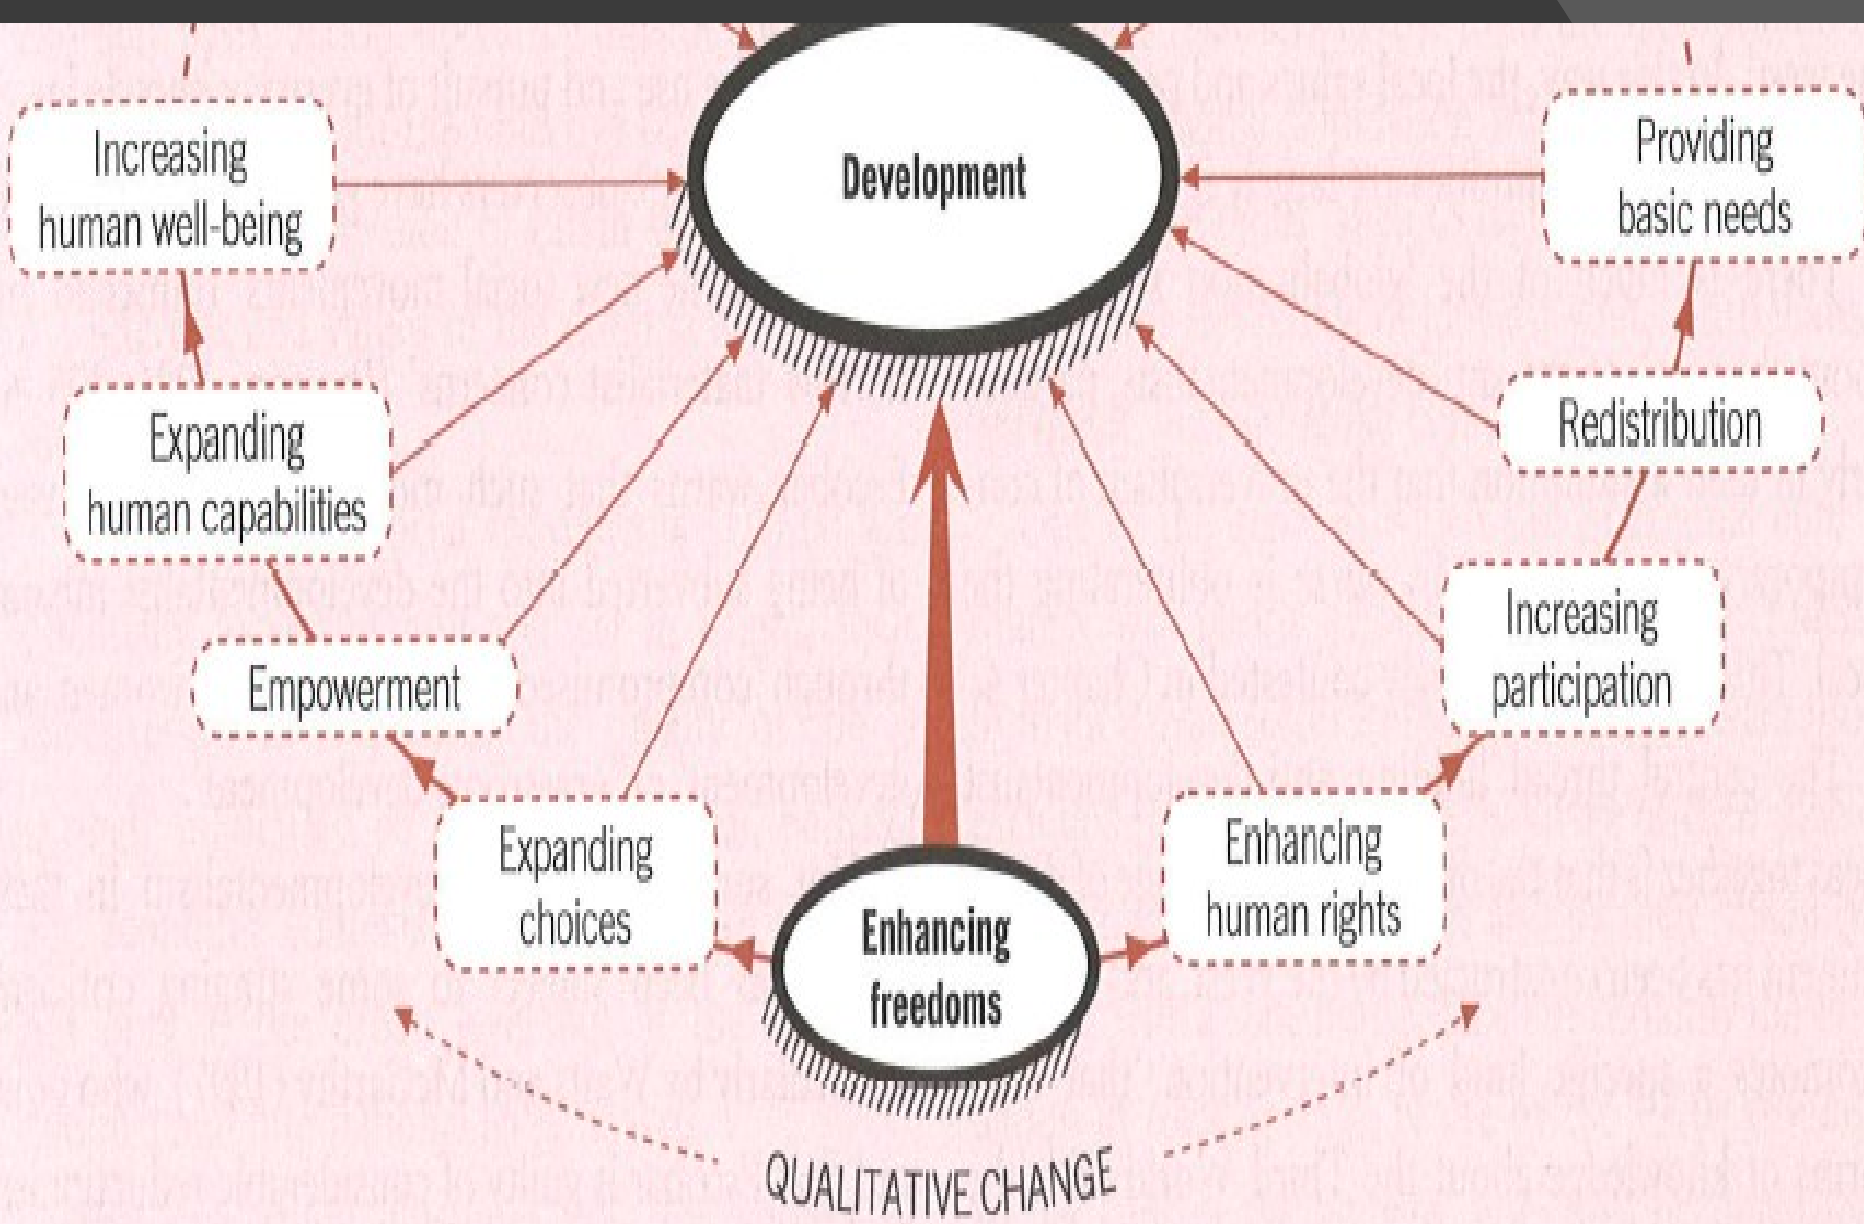 Development
Increasing
human well-being
Providing
basic needs
Expanding
human capabilities
Redistribution
Empowerment
Increasing
participation
Expanding
choices
Enhancing
human rights
Enhancing
freedoms
QUALITATIVE CHANGE